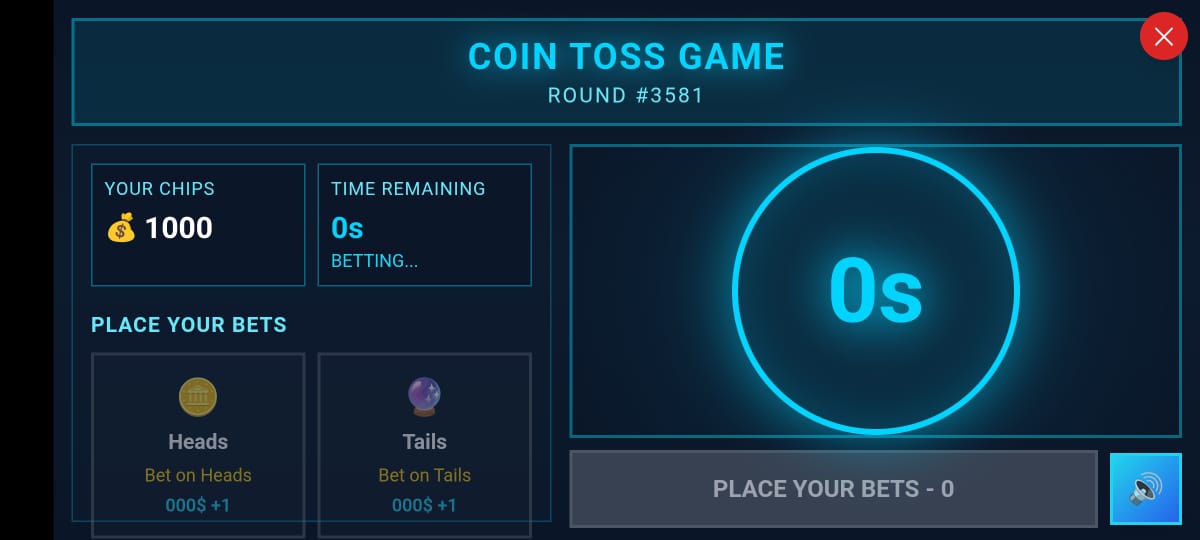 COIN TOSS GAME
ROUND #3581
YOUR CHIPS
1000
TIME REMAINING
0s
BETTING...
PLACE YOUR BETS
Heads
Bet on Heads
000$ +1
Tails
Bet on Tails
000$ +1
0s
PLACE YOUR BETS - 0